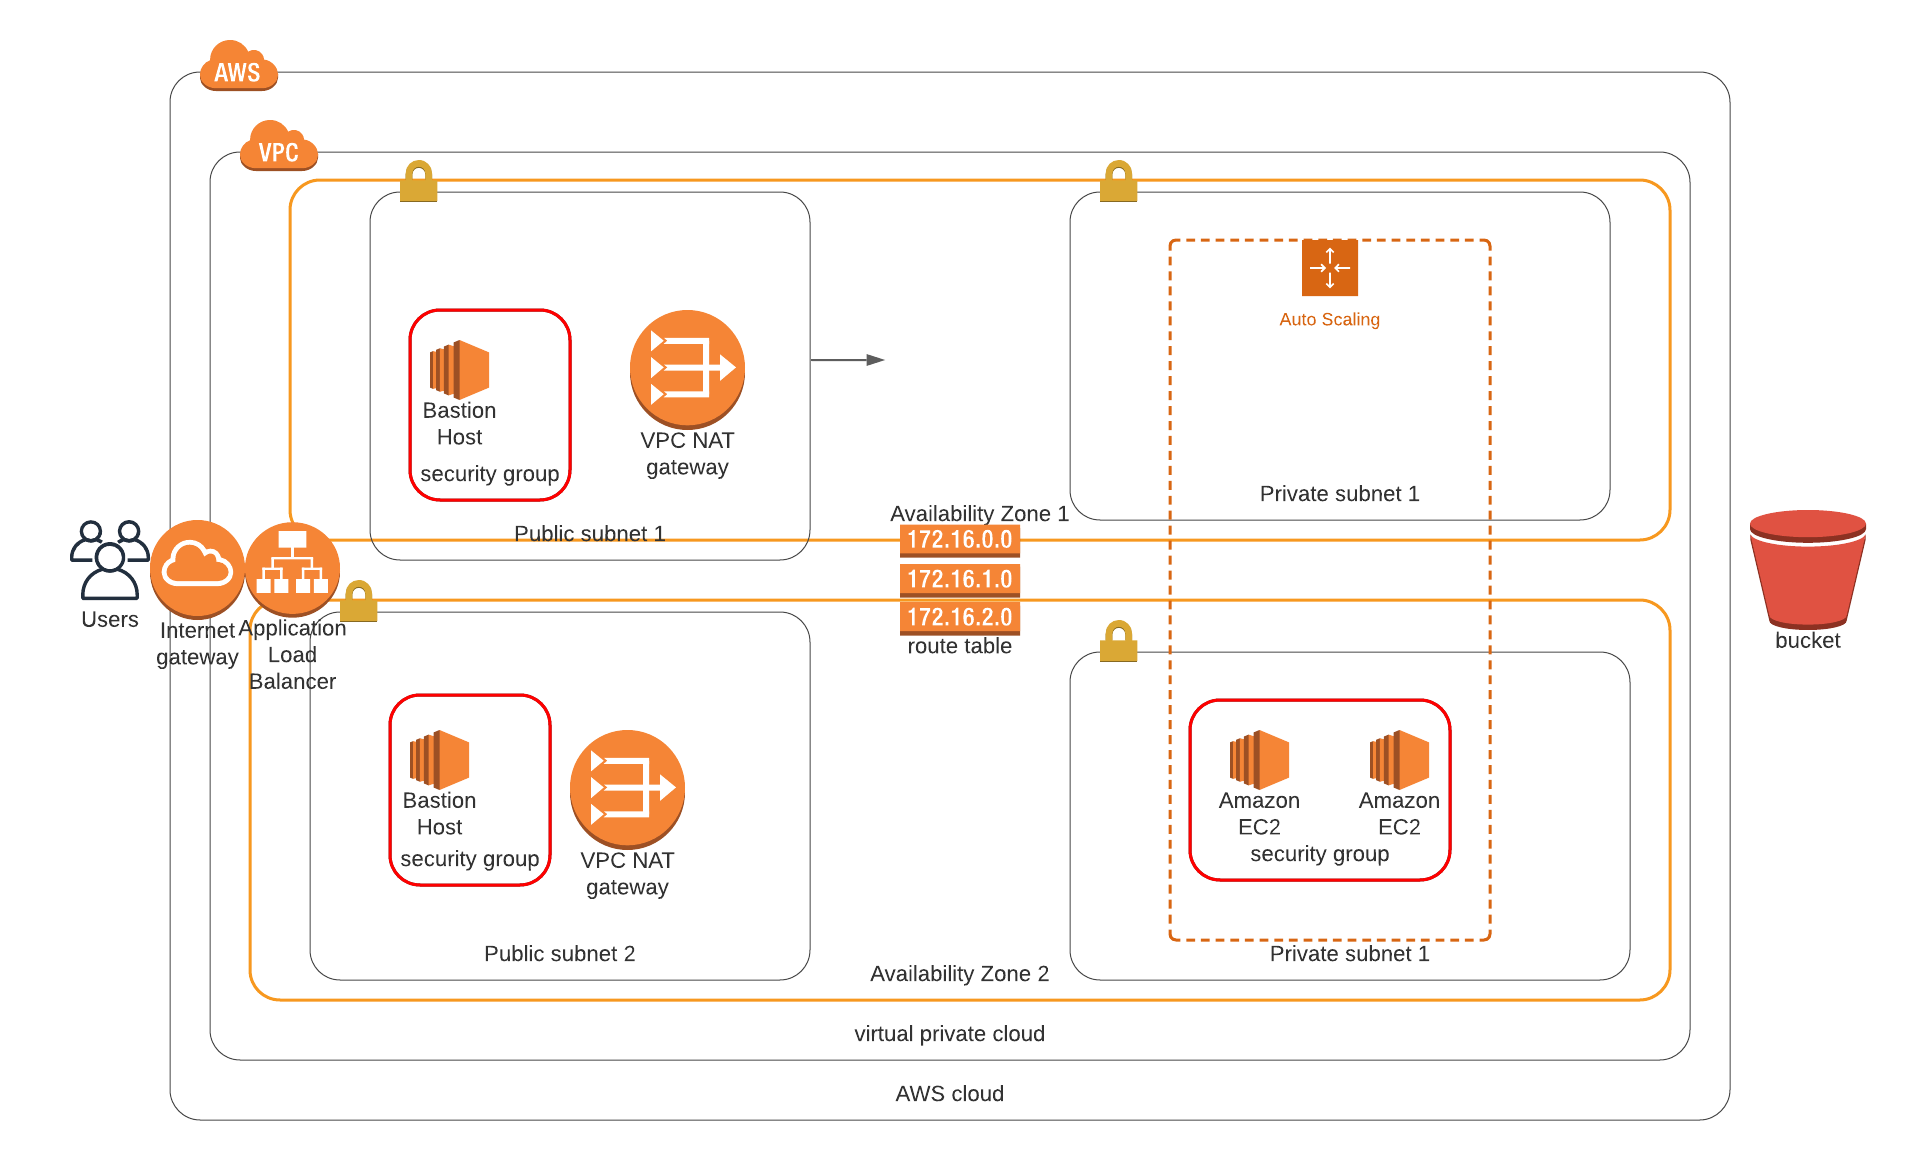 AWS
VPC
Auto Scaling
Bastion
Host
security group
VPC NAT
gateway
Private subnet 1
Public subnet 1
Availability Zone 1
172.16.0.0
172.16.1.0
172.16.2.0
route table
Users
Internet
gateway
Application
Load
Balancer
bucket
Bastion
Host
security group
VPC NAT
gateway
Amazon
EC2
Amazon
EC2
security group
Public subnet 2
Private subnet 1
Availability Zone 2
virtual private cloud
AWS cloud